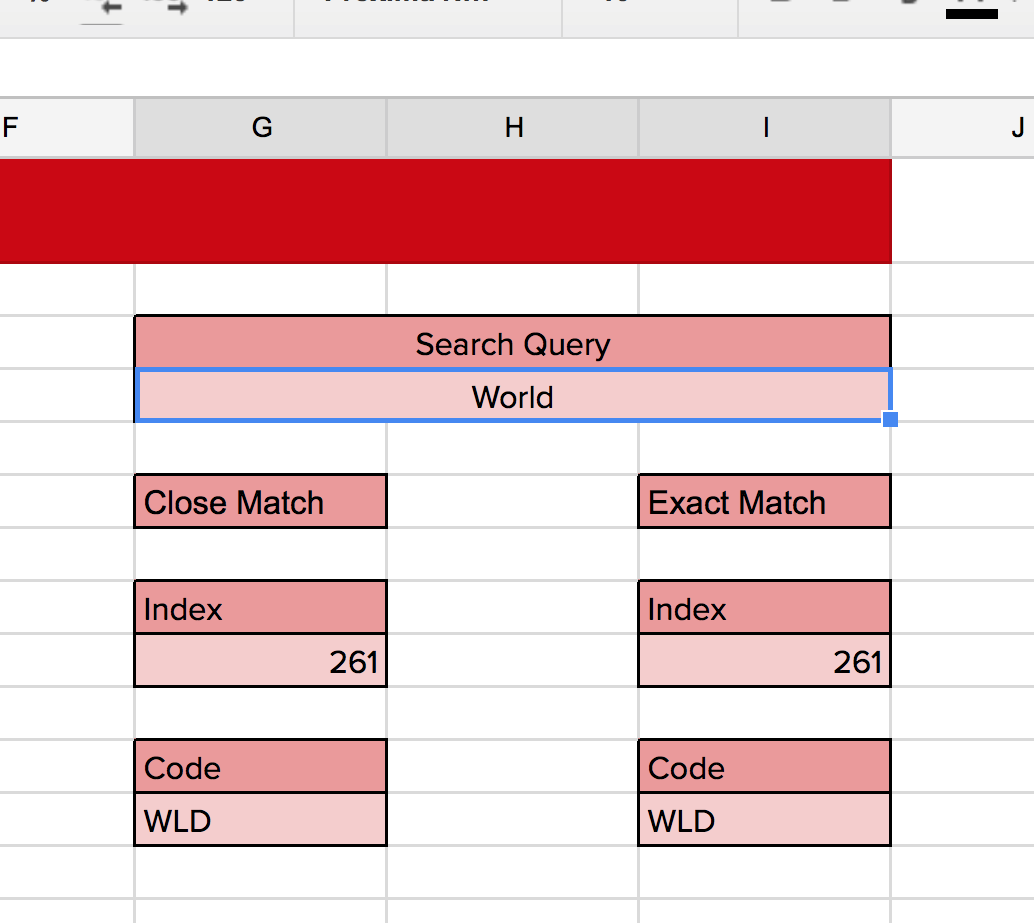 F G H I J
Search Query
World
Close Match Exact Match
Index Index
261 261
Code Code
WLD WLD